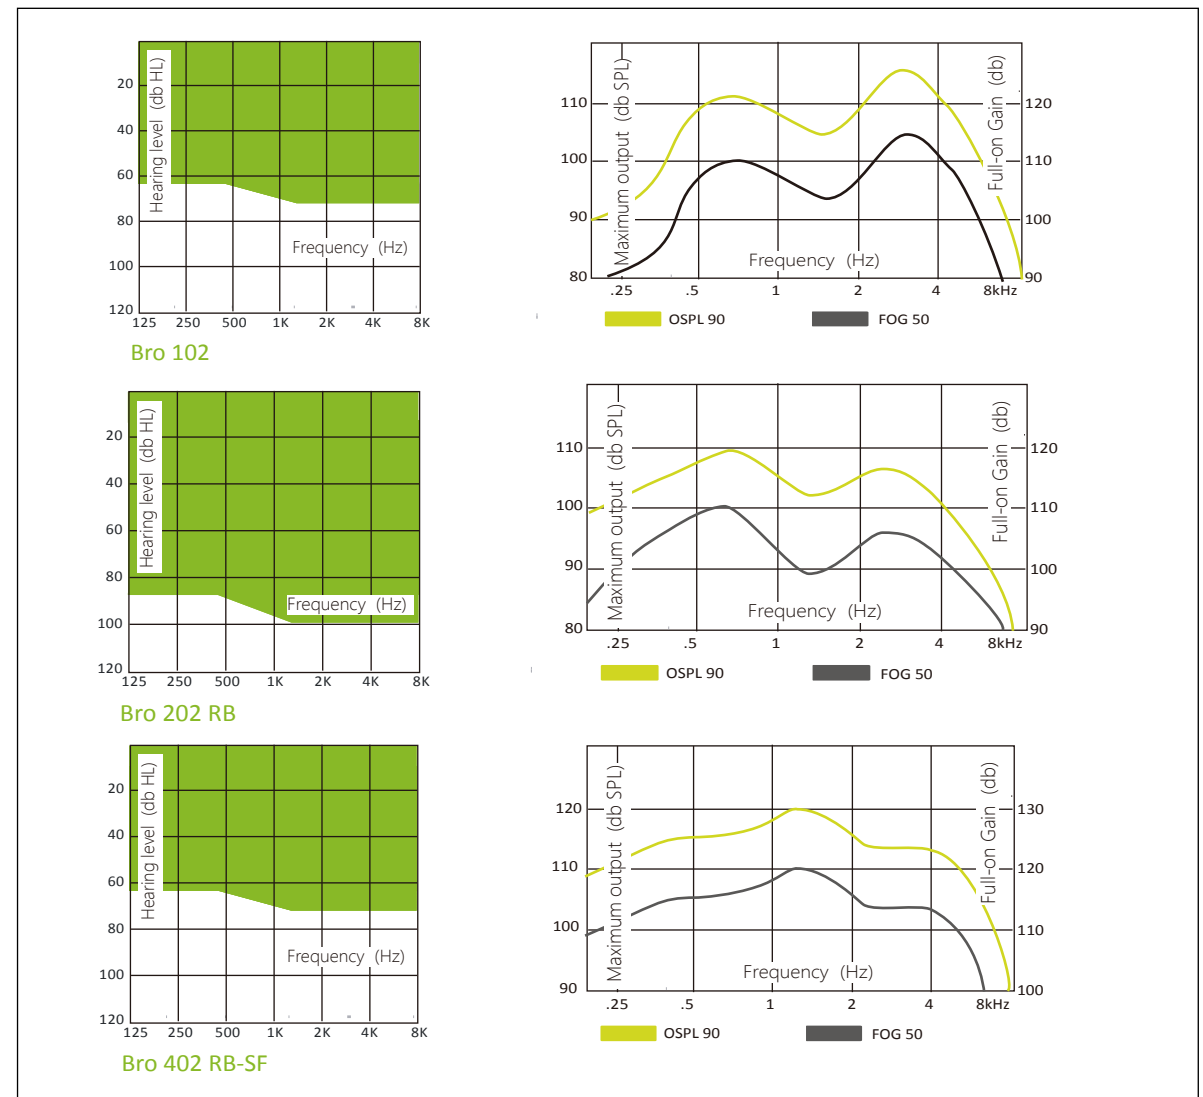 Hearing level (db HL)
20
40
60
80
100
120
Frequency (Hz)
125 250 500 1K 2K 4K 8K
Bro 102
Maximum output (db SPL)
110
100
90
80
Full-on Gain (db)
120
110
100
90
Frequency (Hz)
.25 .5 1 2 4 8kHz
OSPL 90 FOG 50
Hearing level (db HL)
20
40
60
80
100
120
Frequency (Hz)
125 250 500 1K 2K 4K 8K
Bro 202 RB
Maximum output (db SPL)
110
100
90
80
Full-on Gain (db)
120
110
100
90
Frequency (Hz)
.25 .5 1 2 4 8kHz
OSPL 90 FOG 50
Hearing level (db HL)
20
40
60
80
100
120
Frequency (Hz)
125 250 500 1K 2K 4K 8K
Bro 402 RB-SF
Maximum output (db SPL)
120
110
100
90
Full-on Gain (db)
130
120
110
100
Frequency (Hz)
.25 .5 1 2 4 8kHz
OSPL 90 FOG 50